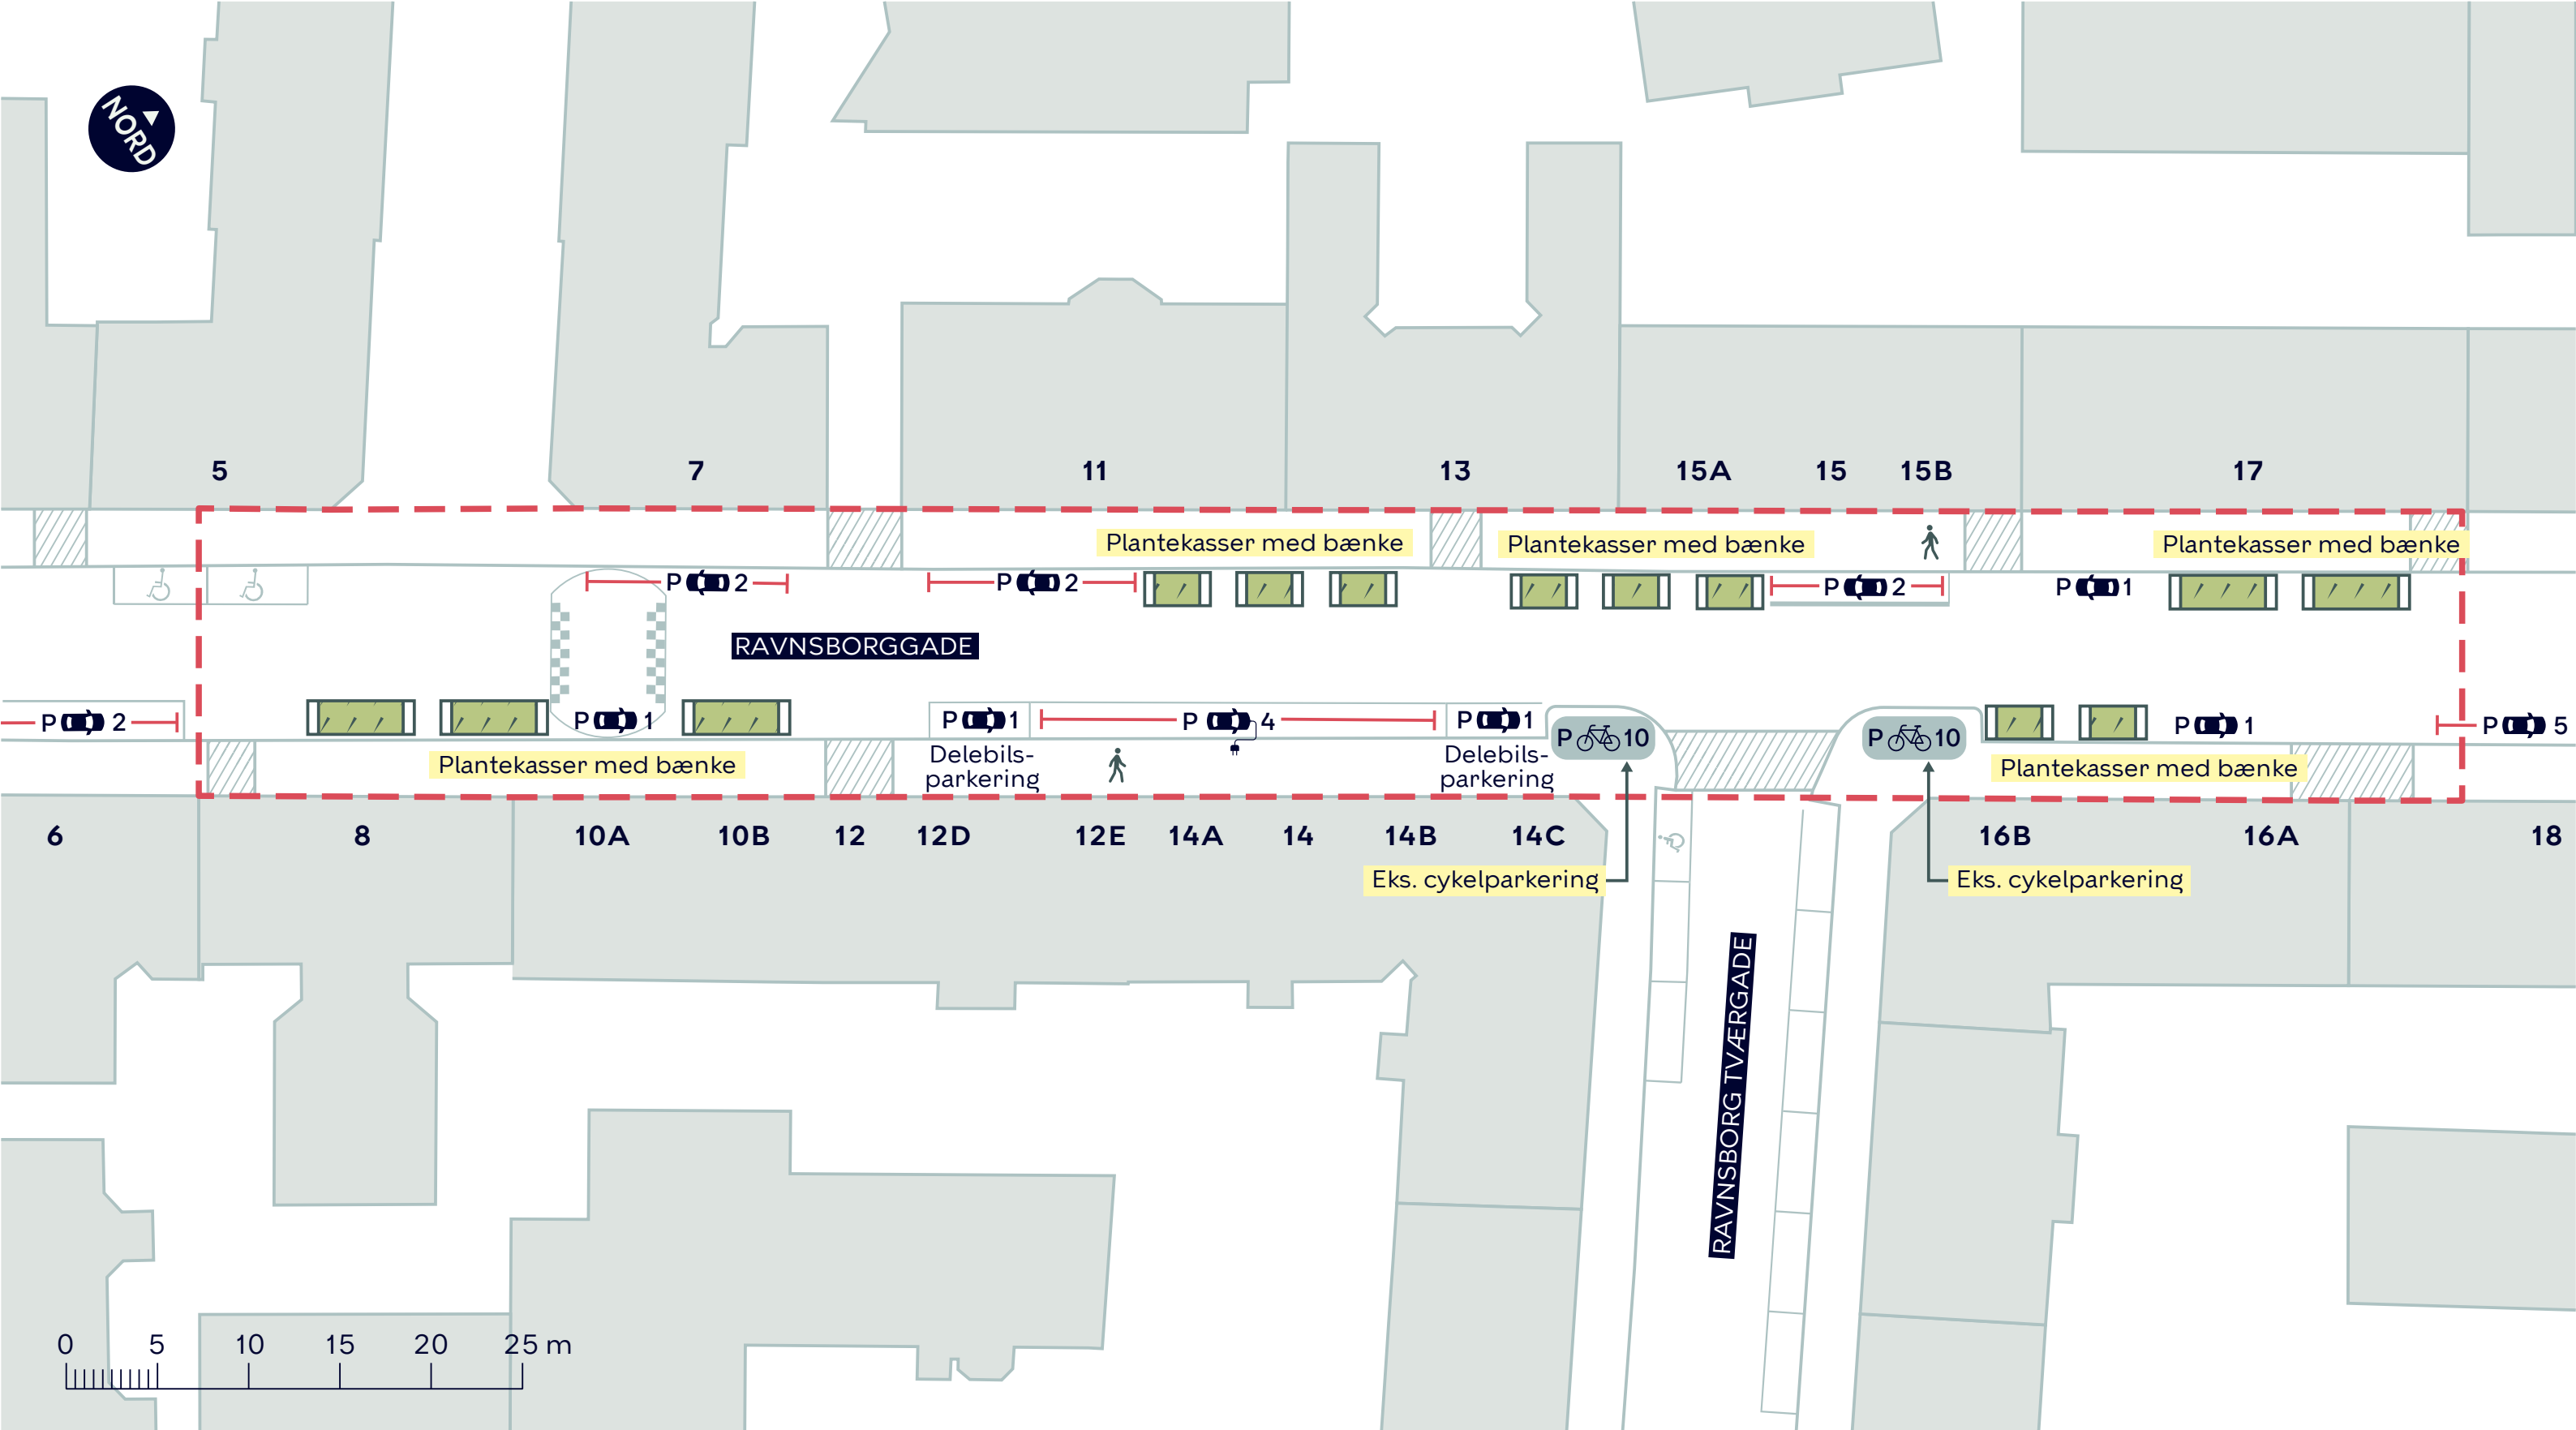 NORD
5
7
11
13
15A
15
15B
17
Plantekasser med bænke
Plantekasser med bænke
Plantekasser med bænke
P 2
P 2
P 2
P 1
RAVNSBORGGADE
P 2
P 1
P 1
P 4
P 1
P 10
P 10
P 1
P 5
Plantekasser med bænke
Delebils-
parkering
Delebils-
parkering
Plantekasser med bænke
6
8
10A
10B
12
12D
12E
14A
14
14B
14C
16B
16A
18
Eks. cykelparkering
Eks. cykelparkering
RAVNSBORG TVÆRGADE
0 5 10 15 20 25 m